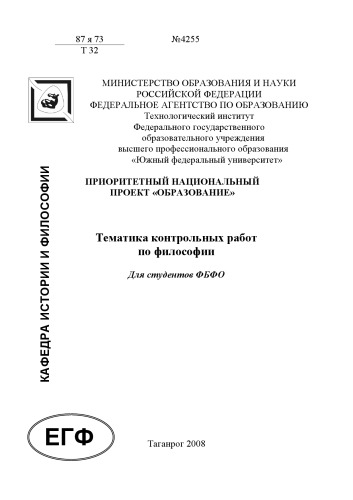 87 я 73 №4255
Т 32
МИНИСТЕРСТВО ОБРАЗОВАНИЯ И НАУКИ
РОССИЙСКОЙ ФЕДЕРАЦИИ
ФЕДЕРАЛЬНОЕ АГЕНТСТВО ПО ОБРАЗОВАНИЮ
Технологический институт
Федерального государственного
образовательного учреждения
высшего профессионального образования
«Южный федеральный университет»
ПРИОРИТЕТНЫЙ НАЦИОНАЛЬНЫЙ
ПРОЕКТ «ОБРАЗОВАНИЕ»
Тематика контрольных работ
по философии
Для студентов ФБФО
КАФЕДРА ИСТОРИИ И ФИЛОСОФИИ
ЕГФ
Таганрог 2008